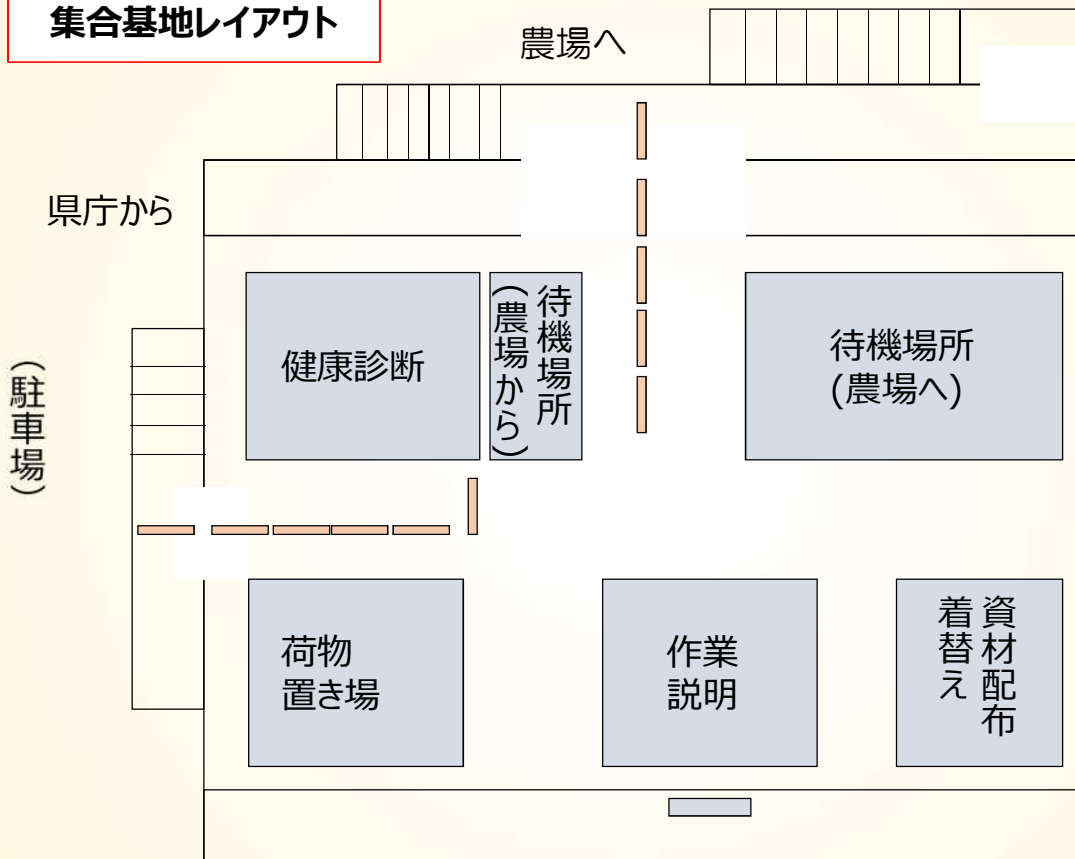 集合基地レイアウト
農場へ
県庁から
(駐車場)
健康診断
待機場所
(農場から)
待機場所
(農場へ)
荷物
置き場
作業
説明
資材配布
着替え